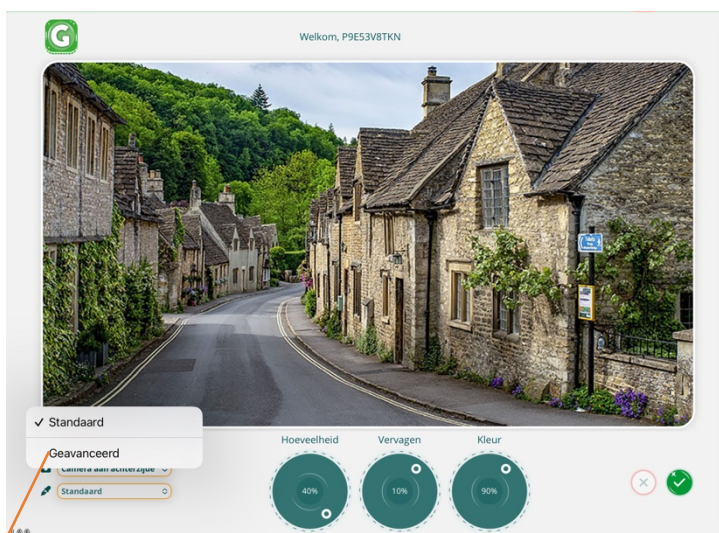 G
Welkom, P9E53V8TKN
✓ Standaard
Geavanceerd
Camera aan achterzijde
Standaard
Hoeveelheid
Vervagen
Kleur
40%
10%
90%